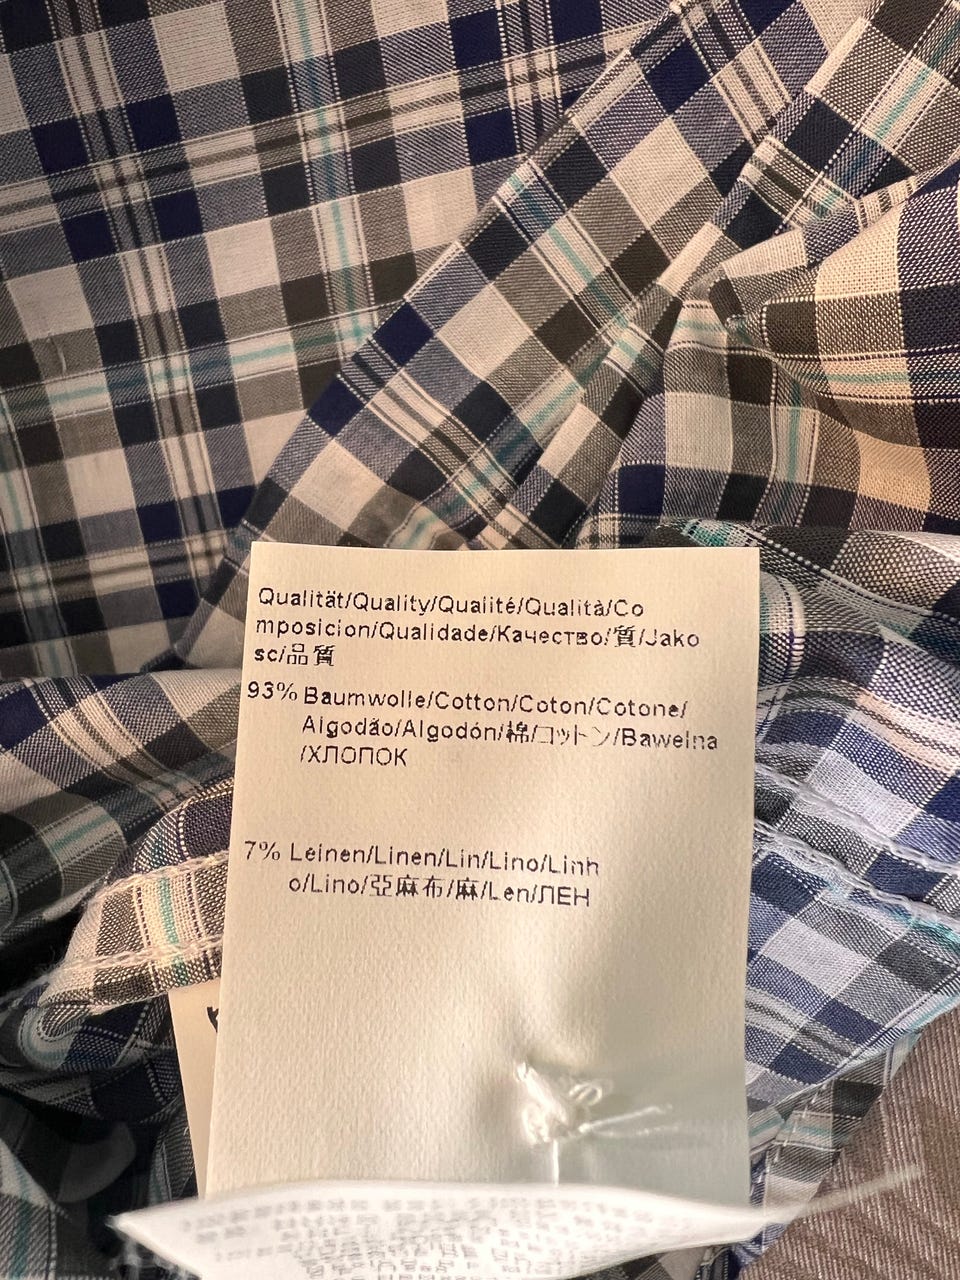 Qualität/Quality/Qualité/Qualità/Co
mposicion/Qualidade/Качество/質/Jako
sc/品質
93% Baumwolle/Cotton/Coton/Cotone/
Algodão/Algodón/棉/コットン/Bawelna
/ХЛОПОК
7% Leinen/Linen/Lin/Lino/Linh
o/Lino/亞麻布/麻/Len/ЛЕН